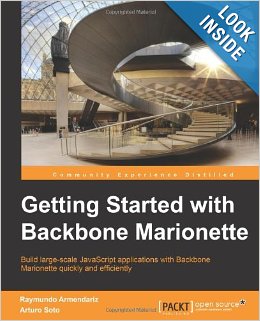 LOOK
INSIDE!
Community Experience Distilled
Getting Started with
Backbone Marionette
Build large-scale JavaScript applications with Backbone
Marionette quickly and efficiently
Raymundo Armendariz
Arturo Soto
PACKT
PUBLISHING
open source